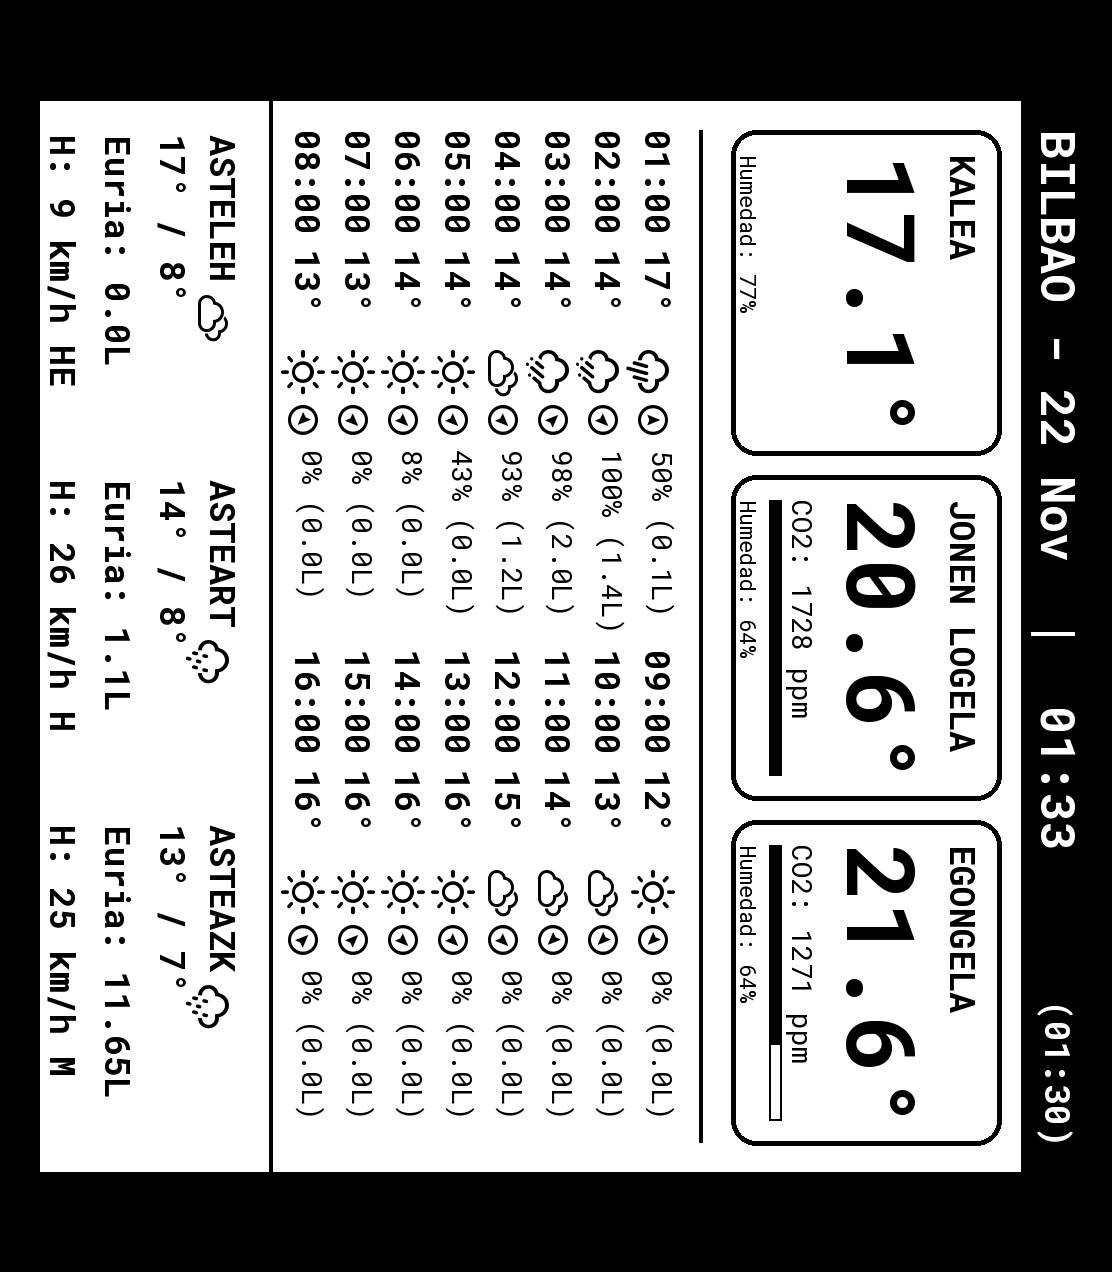 BILBAO - 22 Nov | 01:33 (01:30)
KALEA
17.1°
Humedad: 77%
JONEN LOGELA
20.6°
CO2: 1728 ppm
Humedad: 64%
EGONGELA
21.6°
CO2: 1271 ppm
Humedad: 64%
01:00 17° 50% (0.1L)
02:00 14° 100% (1.4L)
03:00 14° 98% (2.0L)
04:00 14° 93% (1.2L)
05:00 14° 43% (0.0L)
06:00 14° 8% (0.0L)
07:00 13° 0% (0.0L)
08:00 13° 0% (0.0L)
09:00 12° 0% (0.0L)
10:00 13° 0% (0.0L)
11:00 14° 0% (0.0L)
12:00 15° 0% (0.0L)
13:00 16° 0% (0.0L)
14:00 16° 0% (0.0L)
15:00 16° 0% (0.0L)
16:00 16° 0% (0.0L)
ASTELEH
17° / 8°
Euria: 0.0L
H: 9 km/h HE
ASTEART
14° / 8°
Euria: 1.1L
H: 26 km/h H
ASTEAZK
13° / 7°
Euria: 11.65L
H: 25 km/h M